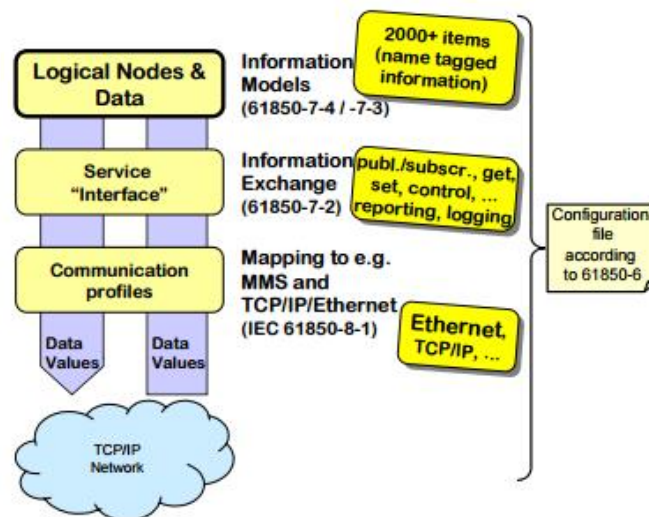 Logical Nodes &
Data
Information
Models
(61850-7-4 / -7-3)
2000+ items
(name tagged
information)
Service
“Interface”
Information
Exchange
(61850-7-2)
publ./subscr., get,
set, control, ...
reporting, logging
Configuration
file
according
to 61850-6
Communication
profiles
Mapping to e.g.
MMS and
TCP/IP/Ethernet
(IEC 61850-8-1)
Ethernet,
TCP/IP, ...
Data
Values
Data
Values
TCP/IP
Network